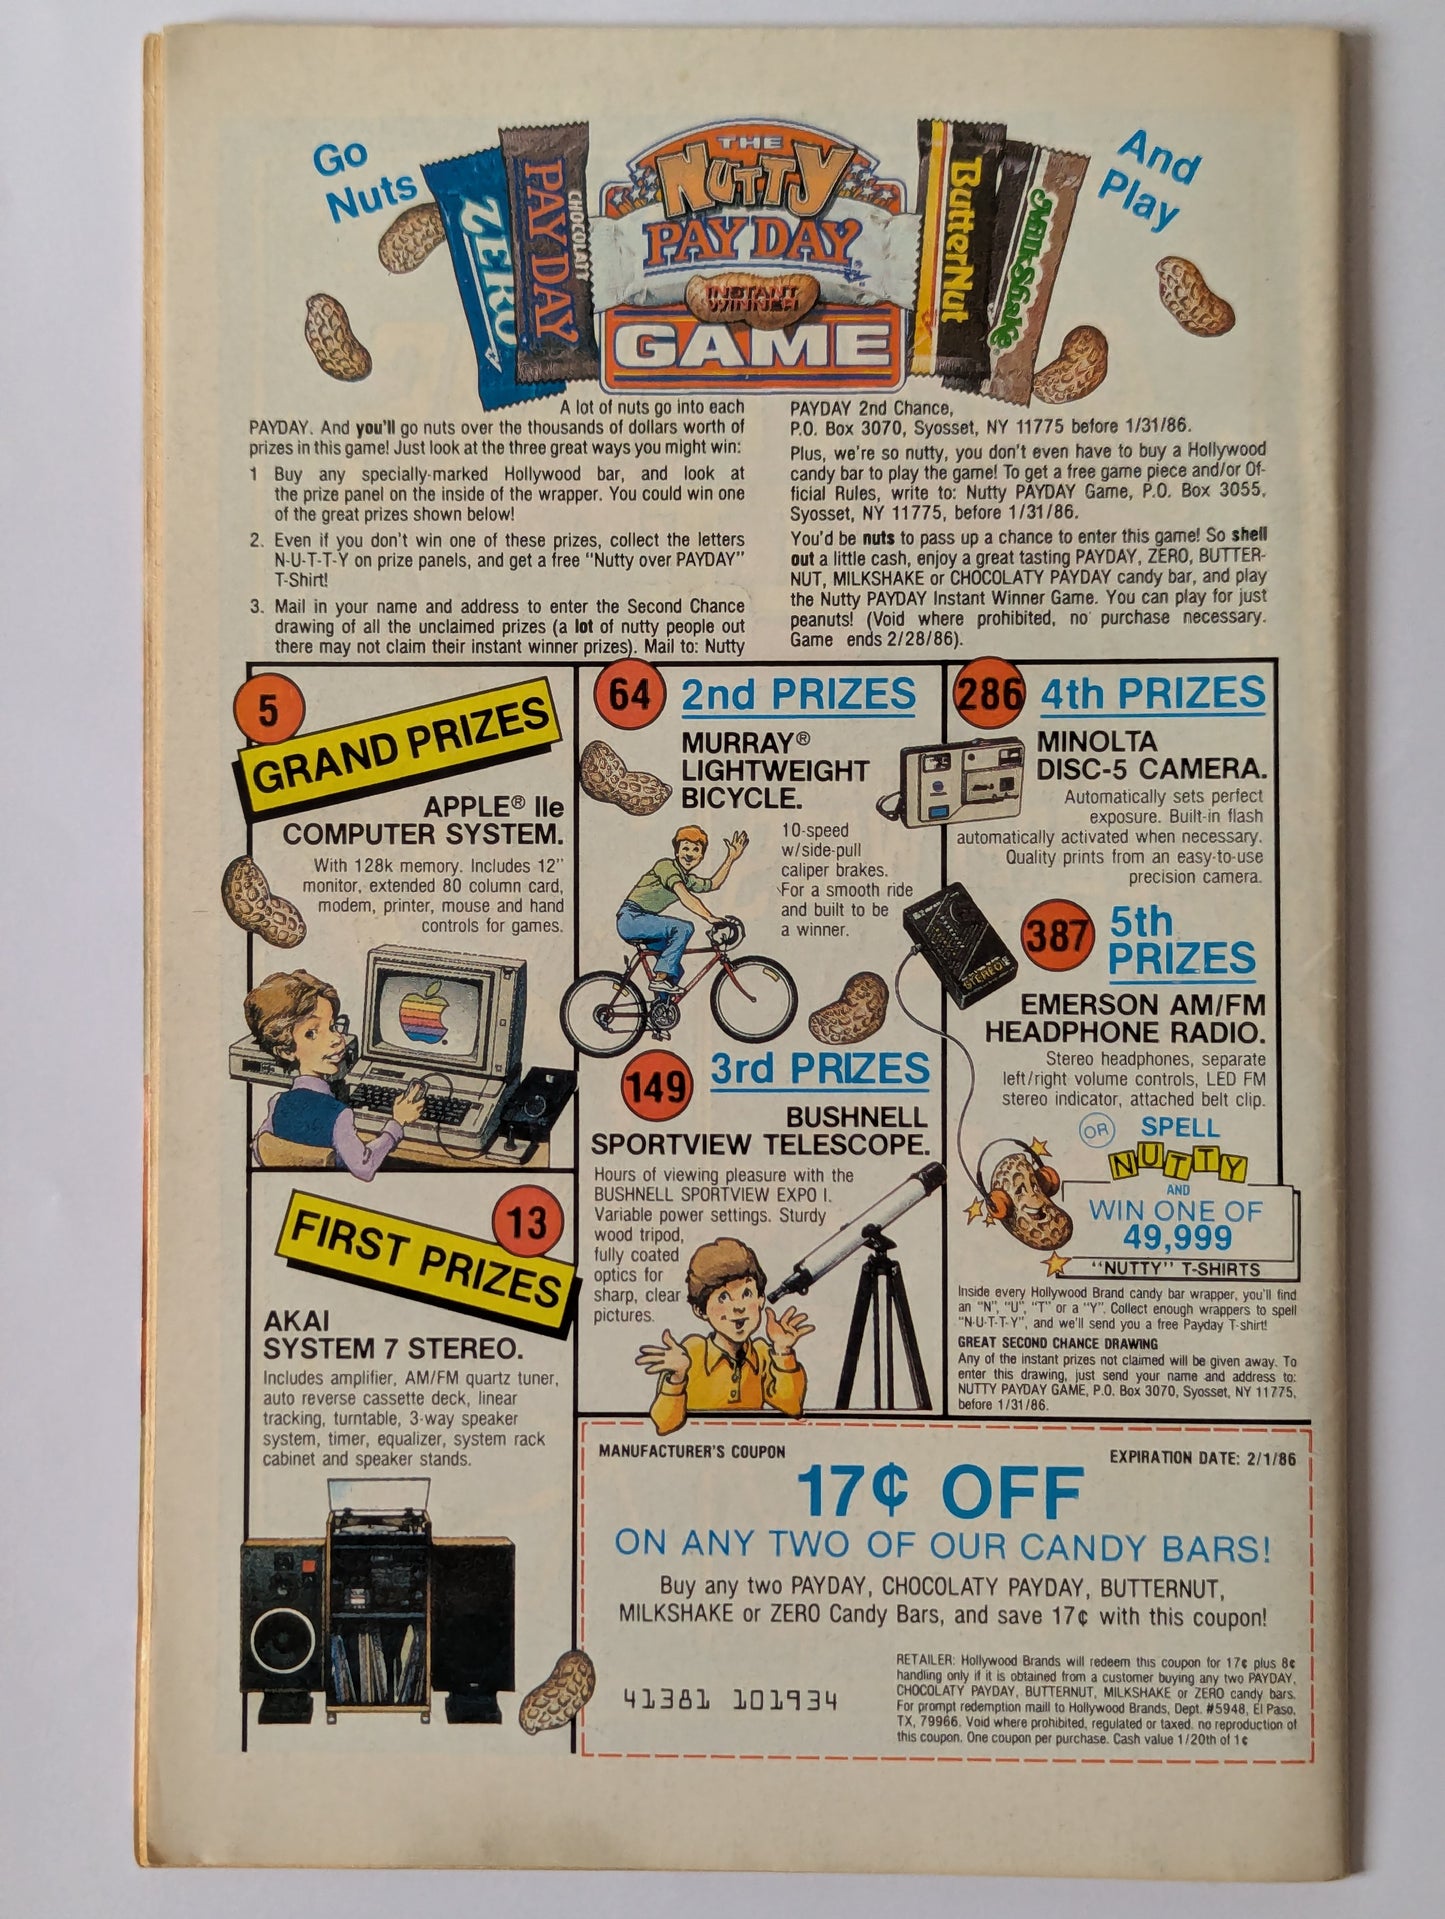 Go
Nuts
And
Play
ZERO
CHOCOLATY
PAY DAY
THE
NUTTY
PAY DAY
INSTANT
WINNER
GAME
ButterNut
MilkShake
A lot of nuts go into each
PAYDAY. And you'll go nuts over the thousands of dollars worth of
prizes in this game! Just look at the three great ways you might win:
1 Buy any specially-marked Hollywood bar, and look at
the prize panel on the inside of the wrapper. You could win one
of the great prizes shown below!
2. Even if you don't win one of these prizes, collect the letters
N-U-T-T-Y on prize panels, and get a free "Nutty over PAYDAY"
T-Shirt!
3. Mail in your name and address to enter the Second Chance
drawing of all the unclaimed prizes (a lot of nutty people out
there may not claim their instant winner prizes). Mail to: Nutty
PAYDAY 2nd Chance,
P.O. Box 3070, Syosset, NY 11775 before 1/31/86.
Plus, we're so nutty, you don't even have to buy a Hollywood
candy bar to play the game! To get a free game piece and/or Of-
ficial Rules, write to: Nutty PAYDAY Game, P.O. Box 3055,
Syosset, NY 11775, before 1/31/86.
You'd be nuts to pass up a chance to enter this game! So shell
out a little cash, enjoy a great tasting PAYDAY, ZERO, BUTTER-
NUT, MILKSHAKE or CHOCOLATY PAYDAY candy bar, and play
the Nutty PAYDAY Instant Winner Game. You can play for just
peanuts! (Void where prohibited, no purchase necessary.
Game ends 2/28/86).
5
GRAND PRIZES
APPLE® IIe
COMPUTER SYSTEM.
With 128k memory. Includes 12"
monitor, extended 80 column card,
modem, printer, mouse and hand
controls for games.
13
FIRST PRIZES
AKAI
SYSTEM 7 STEREO.
Includes amplifier, AM/FM quartz tuner,
auto reverse cassette deck, linear
tracking, turntable, 3-way speaker
system, timer, equalizer, system rack
cabinet and speaker stands.
64
2nd PRIZES
MURRAY®
LIGHTWEIGHT
BICYCLE.
10-speed
w/side-pull
caliper brakes.
For a smooth ride
and built to be
a winner.
149
3rd PRIZES
BUSHNELL
SPORTVIEW TELESCOPE.
Hours of viewing pleasure with the
BUSHNELL SPORTVIEW EXPO I.
Variable power settings. Sturdy
wood tripod,
fully coated
optics for
sharp, clear
pictures.
286
4th PRIZES
MINOLTA
DISC-5 CAMERA.
Automatically sets perfect
exposure. Built-in flash
automatically activated when necessary.
Quality prints from an easy-to-use
precision camera.
387
5th
PRIZES
STEREO
EMERSON AM/FM
HEADPHONE RADIO.
Stereo headphones, separate
left/right volume controls, LED FM
stereo indicator, attached belt clip.
OR
SPELL
NUTTY
AND
WIN ONE OF
49,999
"NUTTY" T-SHIRTS
Inside every Hollywood Brand candy bar wrapper, you'll find
an "N", "U", "T" or a "Y". Collect enough wrappers to spell
"N-U-T-T-Y", and we'll send you a free Payday T-shirt!
GREAT SECOND CHANCE DRAWING
Any of the instant prizes not claimed will be given away. To
enter this drawing, just send your name and address to:
NUTTY PAYDAY GAME, P.O. Box 3070, Syosset, NY 11775,
before 1/31/86.
MANUFACTURER'S COUPON
EXPIRATION DATE: 2/1/86
17¢ OFF
ON ANY TWO OF OUR CANDY BARS!
Buy any two PAYDAY, CHOCOLATY PAYDAY, BUTTERNUT,
MILKSHAKE or ZERO Candy Bars, and save 17¢ with this coupon!
41381 101934
RETAILER: Hollywood Brands will redeem this coupon for 17¢ plus 8¢
handling only if it is obtained from a customer buying any two PAYDAY,
CHOCOLATY PAYDAY, BUTTERNUT, MILKSHAKE or ZERO candy bars.
For prompt redemption maill to Hollywood Brands, Dept. #5948, El Paso,
TX, 79966. Void where prohibited, regulated or taxed. no reproduction of
this coupon. One coupon per purchase. Cash value 1/20th of 1¢